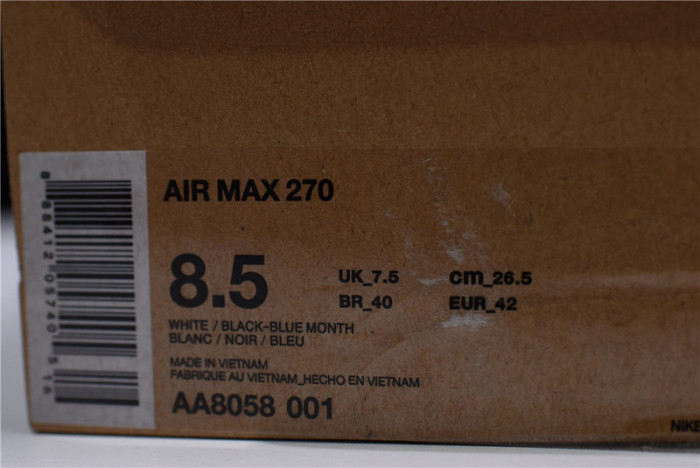 AIR MAX 270
8.5
UK_7.5 cm_26.5
BR_40 EUR_42
WHITE / BLACK-BLUE MONTH
BLANC / NOIR / BLEU
MADE IN VIETNAM
FABRIQUE AU VIETNAM_HECHO EN VIETNAM
AA8058 001
NIKE